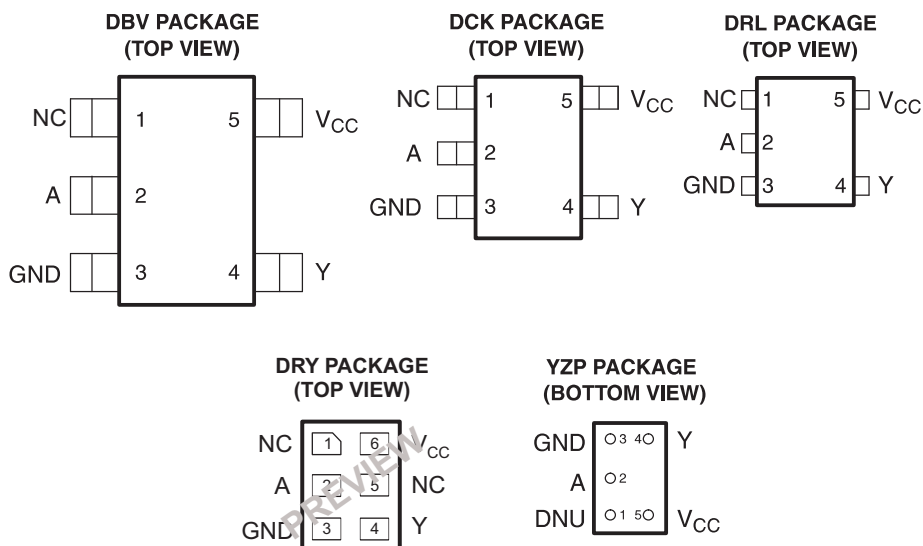 DBV PACKAGE
(TOP VIEW)
NC 1 5 VCC
A 2
GND 3 4 Y
DCK PACKAGE
(TOP VIEW)
NC 1 5 VCC
A 2
GND 3 4 Y
DRL PACKAGE
(TOP VIEW)
NC 1 5 VCC
A 2
GND 3 4 Y
DRY PACKAGE
(TOP VIEW)
NC 1 6 VCC
A 2 5 NC
GND 3 4 Y
PREVIEW
YZP PACKAGE
(BOTTOM VIEW)
GND 3 4 Y
A 2
DNU 1 5 VCC